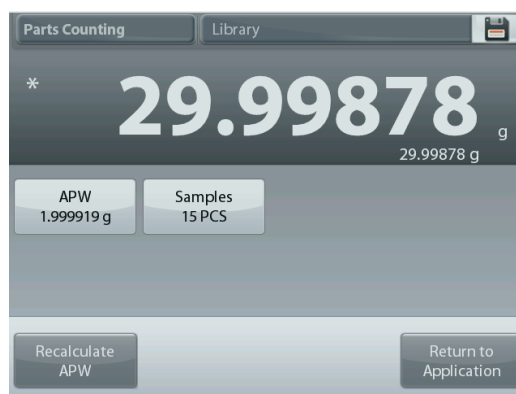 Parts Counting
Library
* 29.99878 g
29.99878 g
APW
1.999919 g
Samples
15 PCS
Recalculate
APW
Return to
Application